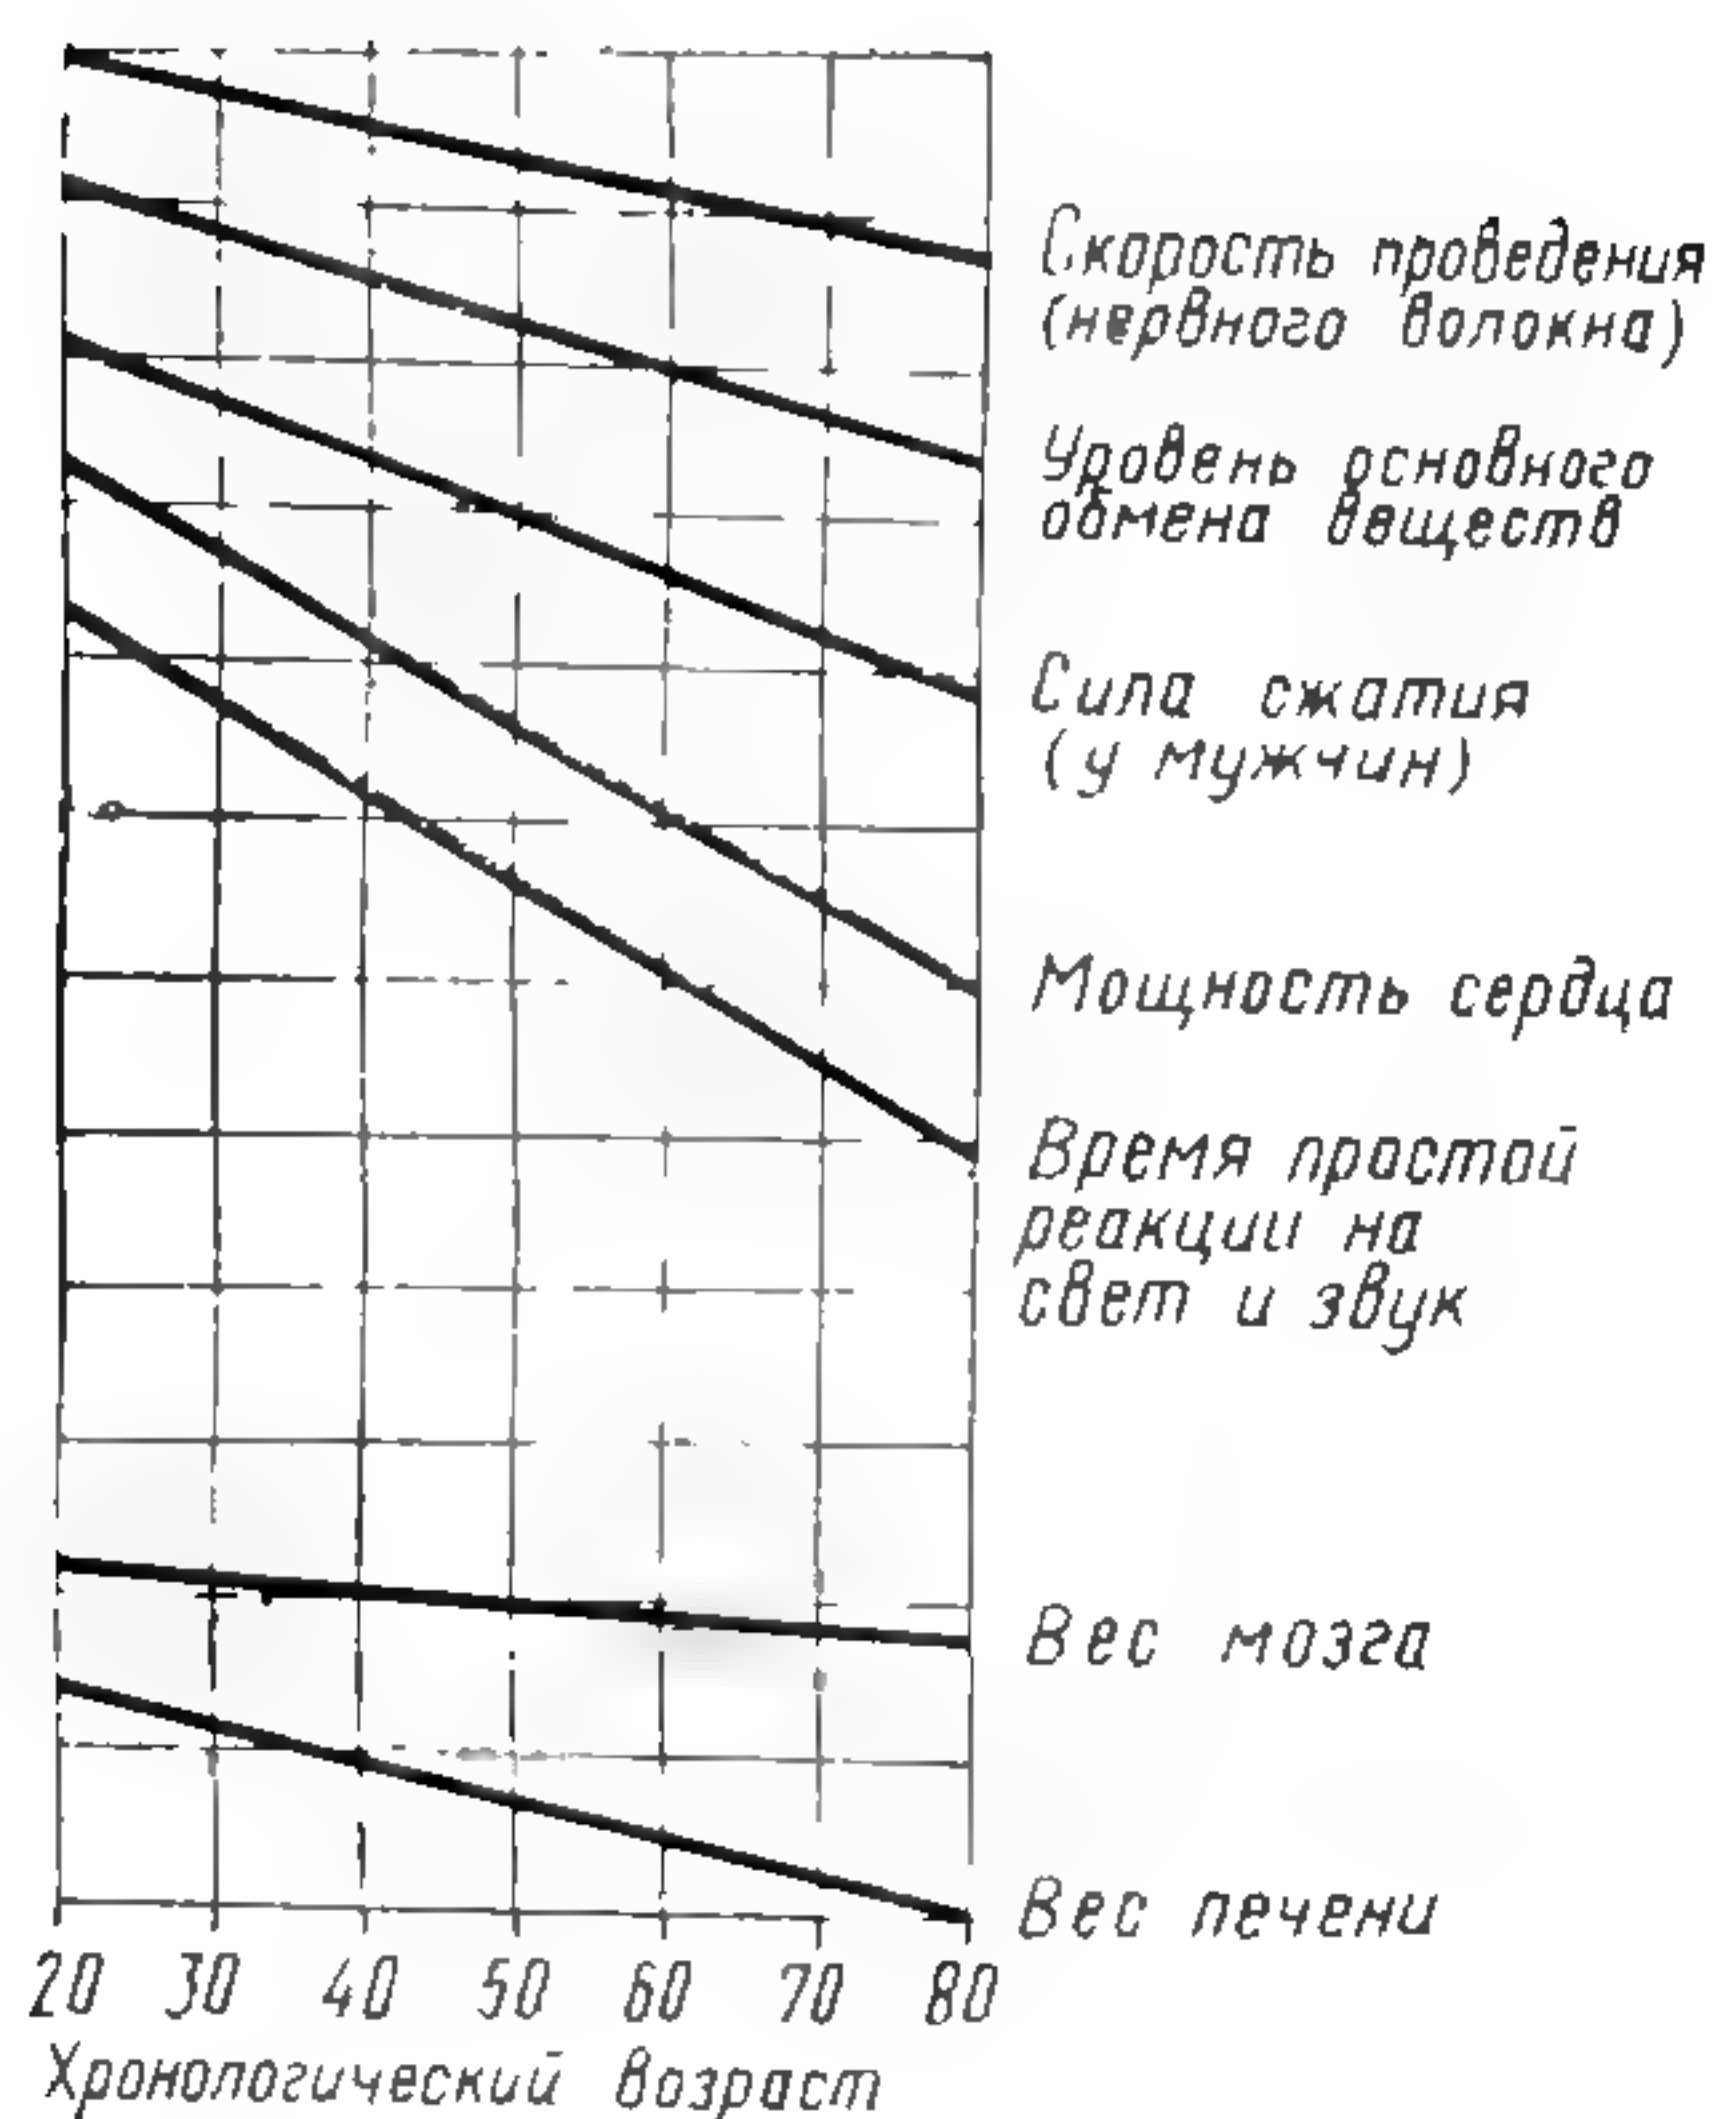 Скорость проведения
(нервного волокна)
Уровень основного
обмена веществ
Сила сжатия
(у мужчин)
Мощность сердца
Время простой
реакции на
свет и звук
Вес мозга
Вес печени
20 30 40 50 60 70 80
Хронологический возраст